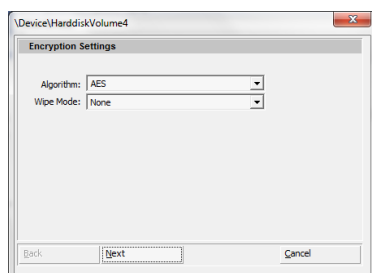 \Device\HarddiskVolume4
Encryption Settings
Algorithm: AES
Wipe Mode: None
Back Next Cancel